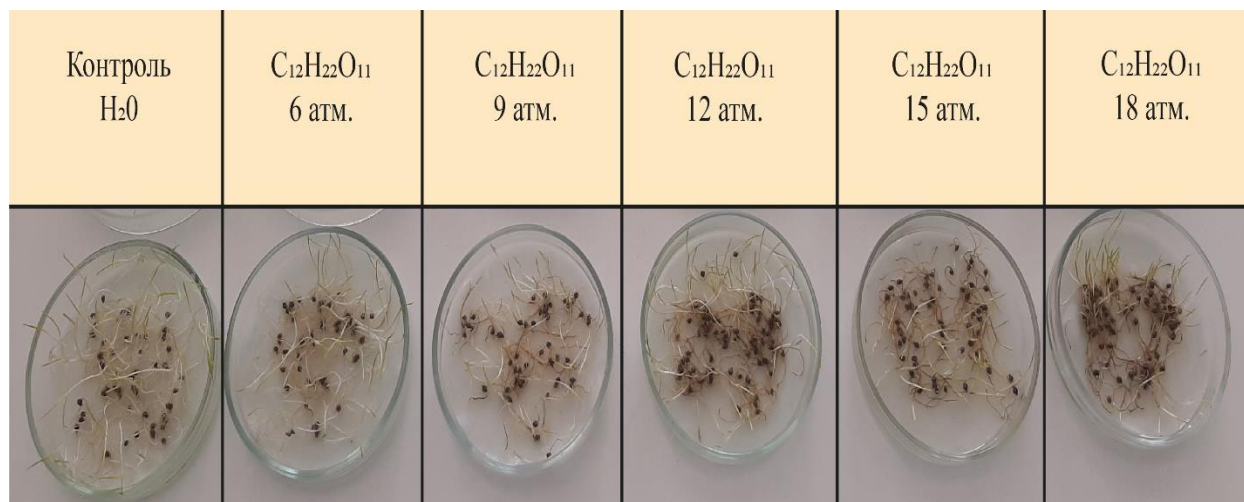 Контроль
H₂0
C₁₂H₂₂O₁₁
6 атм.
C₁₂H₂₂O₁₁
9 атм.
C₁₂H₂₂O₁₁
12 атм.
C₁₂H₂₂O₁₁
15 атм.
C₁₂H₂₂O₁₁
18 атм.